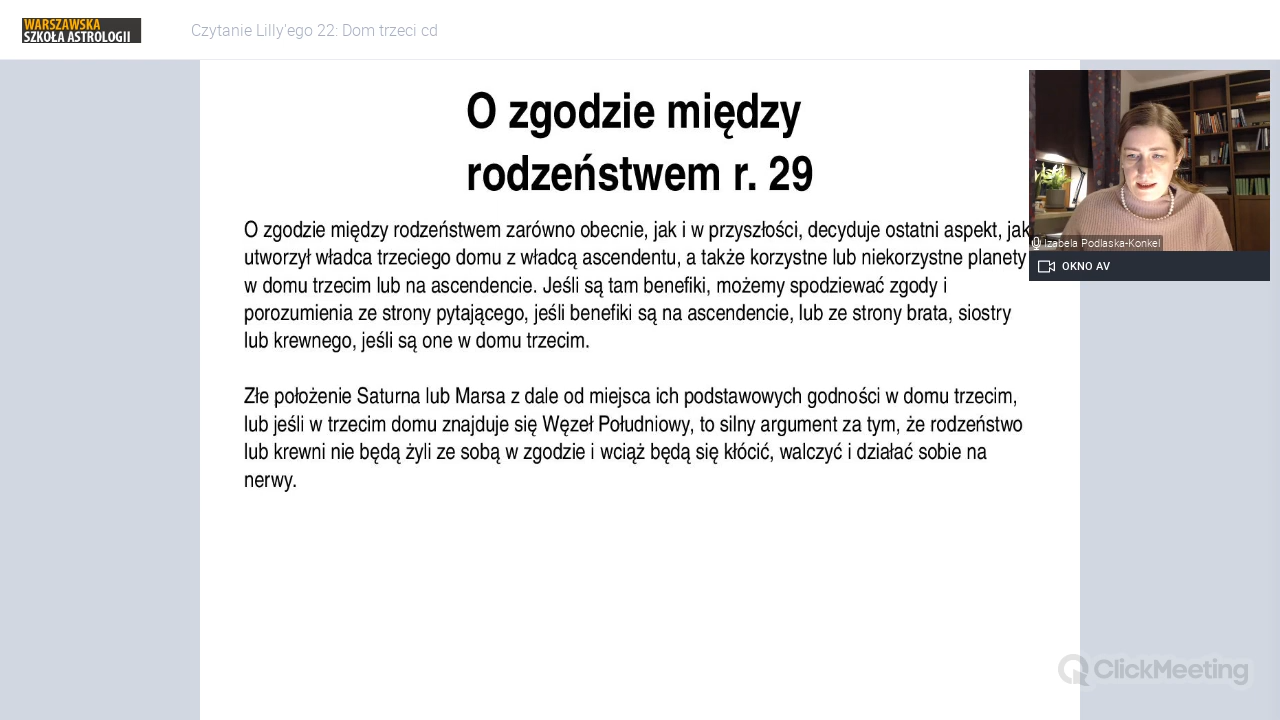 WARSZAWSKA
SZKOŁA ASTROLOGII
Czytanie Lilly'ego 22: Dom trzeci cd
O zgodzie między
rodzeństwem r. 29
O zgodzie między rodzeństwem zarówno obecnie, jak i w przyszłości, decyduje ostatni aspekt, jak
utworzył władca trzeciego domu z władcą ascendentu, a także korzystne lub niekorzystne planety
w domu trzecim lub na ascendencie. Jeśli są tam benefiki, możemy spodziewać zgody i
porozumienia ze strony pytającego, jeśli benefiki są na ascendencie, lub ze strony brata, siostry
lub krewnego, jeśli są one w domu trzecim.
Złe położenie Saturna lub Marsa z dale od miejsca ich podstawowych godności w domu trzecim,
lub jeśli w trzecim domu znajduje się Węzeł Południowy, to silny argument za tym, że rodzeństwo
lub krewni nie będą żyli ze sobą w zgodzie i wciąż będą się kłócić, walczyć i działać sobie na
nerwy.
Izabela Podlaska-Konkel
OKNO AV
ClickMeeting